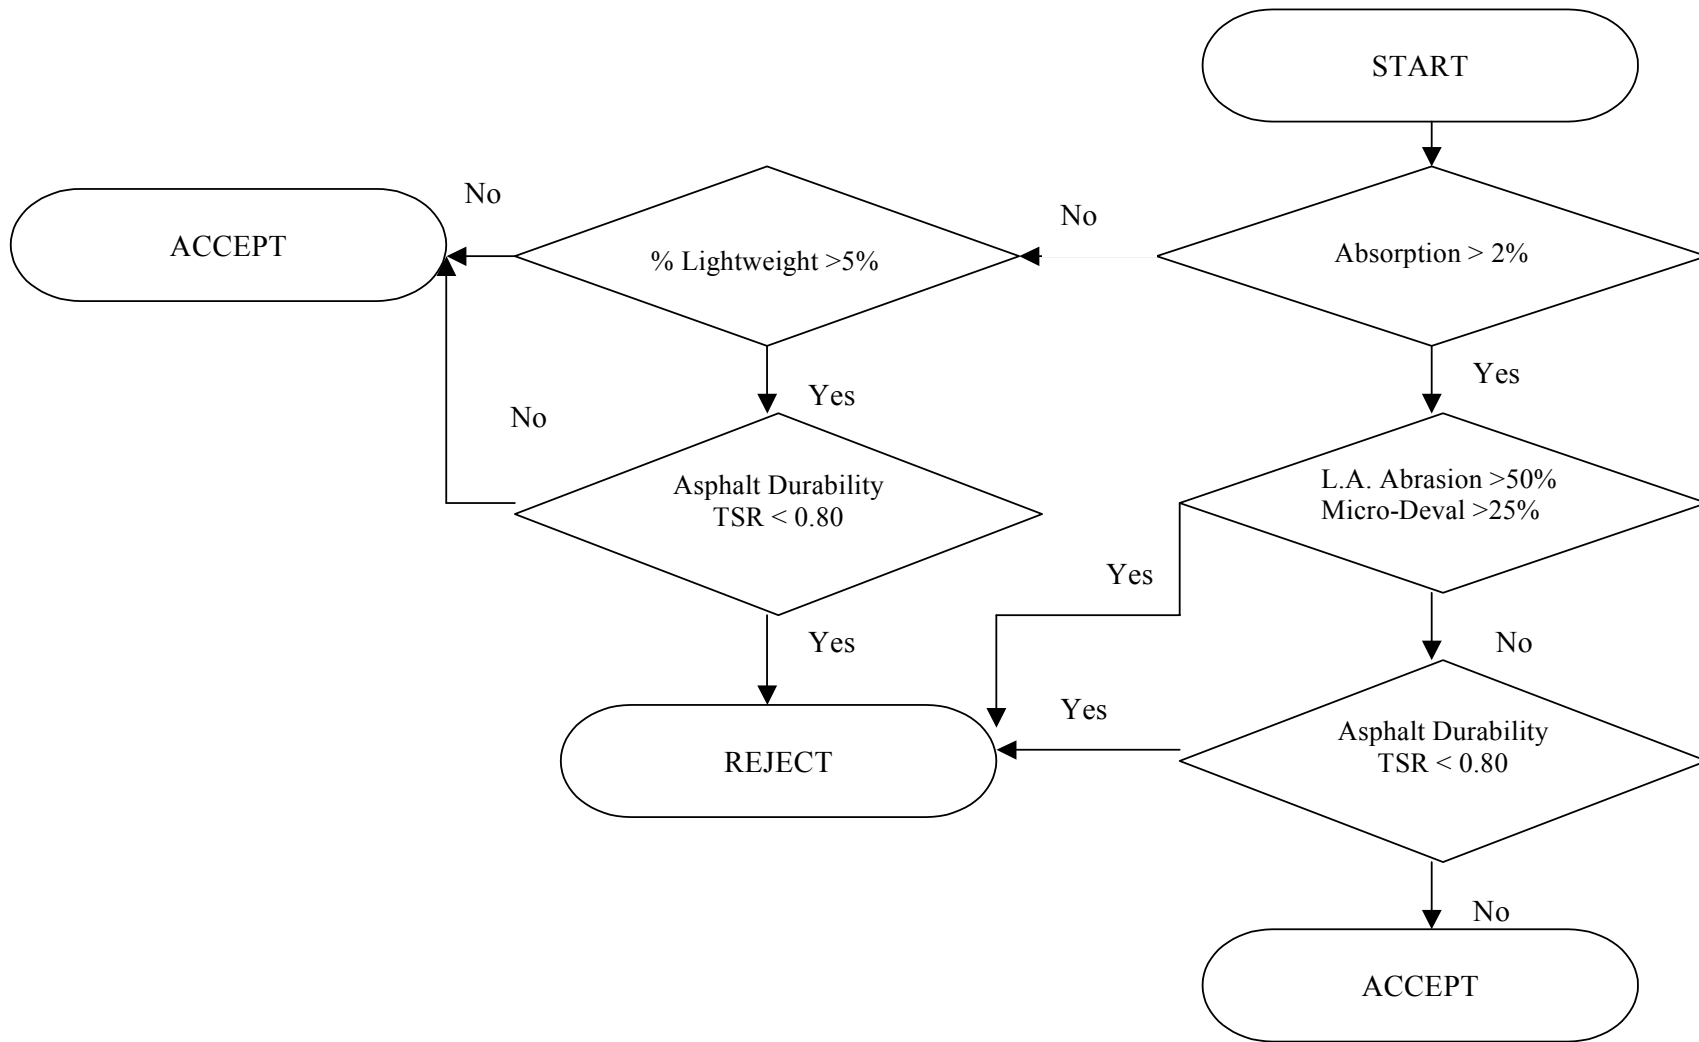 START
No
No
ACCEPT
% Lightweight >5%
Absorption > 2%
Yes
Yes
No
Asphalt Durability
TSR < 0.80
L.A. Abrasion >50%
Micro-Deval >25%
Yes
Yes
No
Yes
REJECT
Asphalt Durability
TSR < 0.80
No
ACCEPT